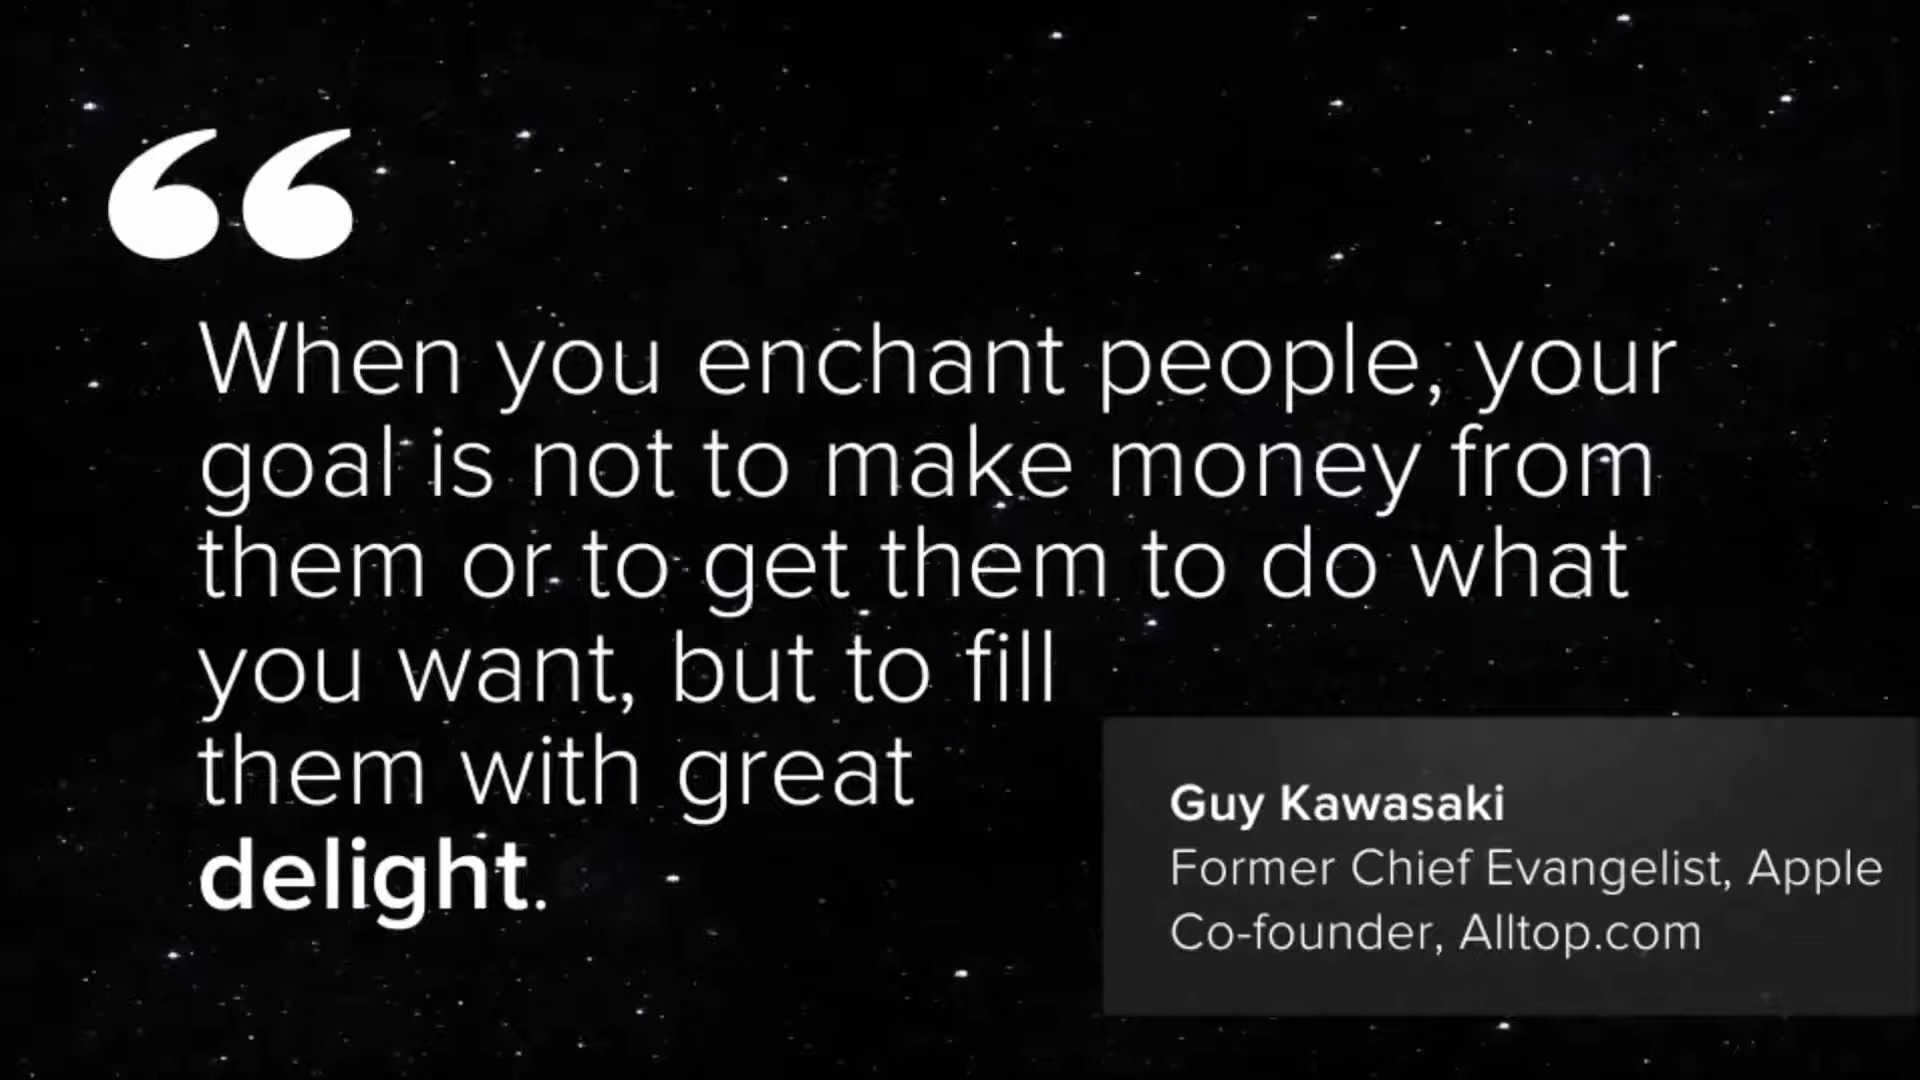 “
When you enchant people, your
goal is not to make money from
them or to get them to do what
you want, but to fill
them with great
delight.
Guy Kawasaki
Former Chief Evangelist, Apple
Co-founder, Alltop.com